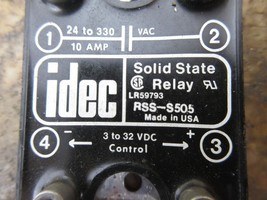 1 24 to 330 VAC 2
10 AMP
idec Solid State
Relay
LR59793
RSS-S505
Made in USA
4 - 3 to 32 VDC + 3
Control